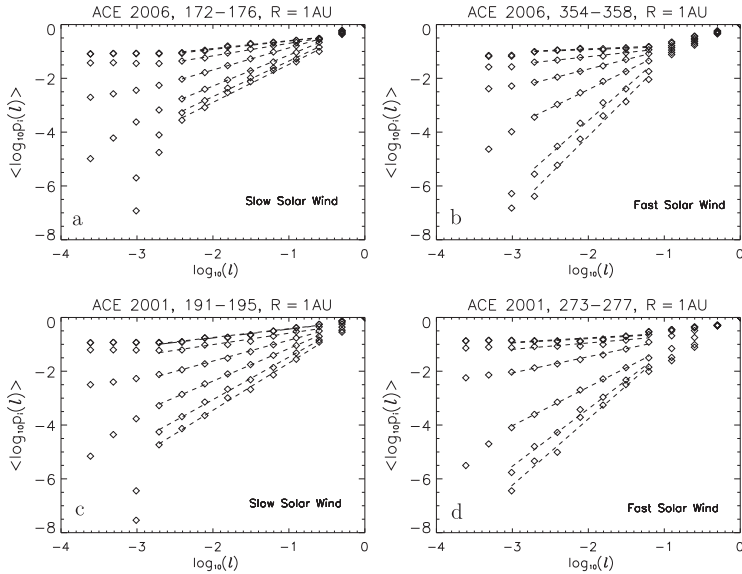 ACE 2006, 172−176, R = 1AU
ACE 2006, 354−358, R = 1AU
<log₁₀pᵢ(l)>
0
−2
−4
−6
−8
a
Slow Solar Wind
−4 −3 −2 −1 0
log₁₀(l)
<log₁₀pᵢ(l)>
0
−2
−4
−6
−8
b
Fast Solar Wind
−4 −3 −2 −1 0
log₁₀(l)
ACE 2001, 191−195, R = 1AU
ACE 2001, 273−277, R = 1AU
<log₁₀pᵢ(l)>
0
−2
−4
−6
−8
c
Slow Solar Wind
−4 −3 −2 −1 0
log₁₀(l)
<log₁₀pᵢ(l)>
0
−2
−4
−6
−8
d
Fast Solar Wind
−4 −3 −2 −1 0
log₁₀(l)